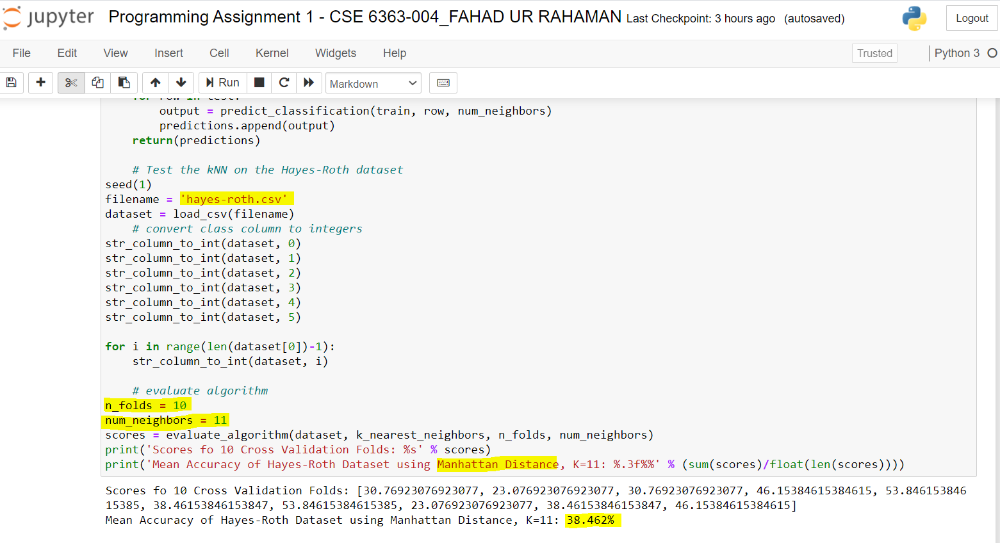 jupyter Programming Assignment 1 - CSE 6363-004_FAHAD UR RAHAMAN Last Checkpoint: 3 hours ago (autosaved) Logout
File Edit View Insert Cell Kernel Widgets Help Trusted Python 3
Run Markdown
for row in test:
output = predict_classification(train, row, num_neighbors)
predictions.append(output)
return(predictions)
# Test the kNN on the Hayes-Roth dataset
seed(1)
filename = 'hayes-roth.csv'
dataset = load_csv(filename)
# convert class column to integers
str_column_to_int(dataset, 0)
str_column_to_int(dataset, 1)
str_column_to_int(dataset, 2)
str_column_to_int(dataset, 3)
str_column_to_int(dataset, 4)
str_column_to_int(dataset, 5)
for i in range(len(dataset[0])-1):
str_column_to_int(dataset, i)
# evaluate algorithm
n_folds = 10
num_neighbors = 11
scores = evaluate_algorithm(dataset, k_nearest_neighbors, n_folds, num_neighbors)
print('Scores fo 10 Cross Validation Folds: %s' % scores)
print('Mean Accuracy of Hayes-Roth Dataset using Manhattan Distance, K=11: %.3f%%' % (sum(scores)/float(len(scores))))
Scores fo 10 Cross Validation Folds: [30.76923076923077, 23.076923076923077, 30.76923076923077, 46.15384615384615, 53.846153846
15385, 38.46153846153847, 53.84615384615385, 23.076923076923077, 38.46153846153847, 46.15384615384615]
Mean Accuracy of Hayes-Roth Dataset using Manhattan Distance, K=11: 38.462%